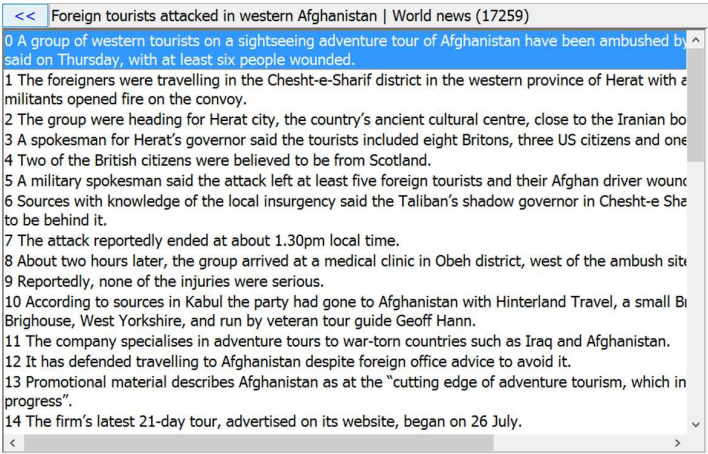 << Foreign tourists attacked in western Afghanistan | World news (17259)
0 A group of western tourists on a sightseeing adventure tour of Afghanistan have been ambushed by
said on Thursday, with at least six people wounded.
1 The foreigners were travelling in the Chesht-e-Sharif district in the western province of Herat with
militants opened fire on the convoy.
2 The group were heading for Herat city, the country’s ancient cultural centre, close to the Iranian
3 A spokesman for Herat’s governor said the tourists included eight Britons, three US citizens and one
4 Two of the British citizens were believed to be from Scotland.
5 A military spokesman said the attack left at least five foreign tourists and their Afghan driver
6 Sources with knowledge of the local insurgency said the Taliban’s shadow governor in Chesht-e
to be behind it.
7 The attack reportedly ended at about 1.30pm local time.
8 About two hours later, the group arrived at a medical clinic in Obeh district, west of the ambush
9 Reportedly, none of the injuries were serious.
10 According to sources in Kabul the party had gone to Afghanistan with Hinterland Travel, a small
Brighouse, West Yorkshire, and run by veteran tour guide Geoff Hann.
11 The company specialises in adventure tours to war-torn countries such as Iraq and Afghanistan.
12 It has defended travelling to Afghanistan despite foreign office advice to avoid it.
13 Promotional material describes Afghanistan as at the “cutting edge of adventure tourism, which in
progress”.
14 The firm’s latest 21-day tour, advertised on its website, began on 26 July.